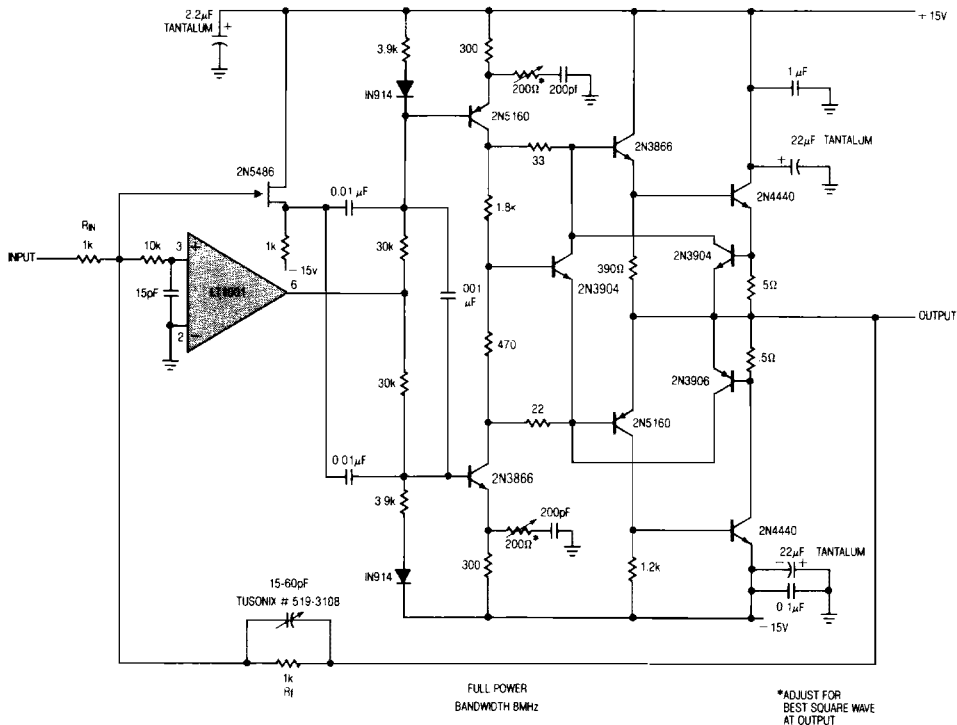 2.2µF
TANTALUM
+
+ 15V
3.9k
300
1 µF
IN914
200Ω*
200pf
2N5160
22µF TANTALUM
+
33
2N3866
2N5486
0.01 µF
2N4440
RIN
1k
INPUT
10k
3
+
1.8k
1k
- 15v
30k
2N3904
390Ω
2N3904
.5Ω
15pF
6
001
µF
OUTPUT
2
−
470
.5Ω
30k
2N3906
22
2N5160
0.01µF
2N3866
3.9k
200pF
200Ω*
2N4440
22µF TANTALUM
− +
IN914
300
1.2k
0.1µF
15-60pF
TUSONIX # 519-3108
− 15V
1k
Rf
FULL POWER
BANDWIDTH 8MHz
*ADJUST FOR
BEST SQUARE WAVE
AT OUTPUT